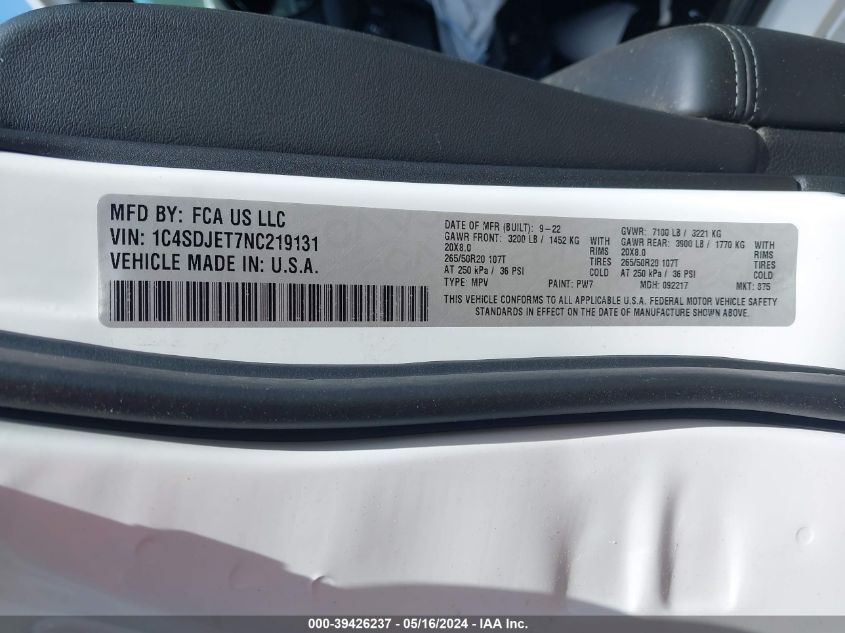 MFD BY: FCA US LLC
VIN: 1C4SDJET7NC219131
VEHICLE MADE IN: U.S.A.
DATE OF MFR (BUILT): 9-22 GVWR: 7100 LB / 3221 KG
GAWR FRONT: 3200 LB / 1452 KG WITH GAWR REAR: 3900 LB / 1770 KG WITH
20X8.0 RIMS 20X8.0 RIMS
265/50R20 107T TIRES 265/50R20 107T TIRES
AT 250 kPa / 36 PSI COLD AT 250 kPa / 36 PSI COLD
TYPE: MPV PAINT: PW7 MDH: 092217 MKT: 875
THIS VEHICLE CONFORMS TO ALL APPLICABLE U.S.A. FEDERAL MOTOR VEHICLE SAFETY
STANDARDS IN EFFECT ON THE DATE OF MANUFACTURE SHOWN ABOVE.
000-39426237 - 05/16/2024 - IAA Inc.